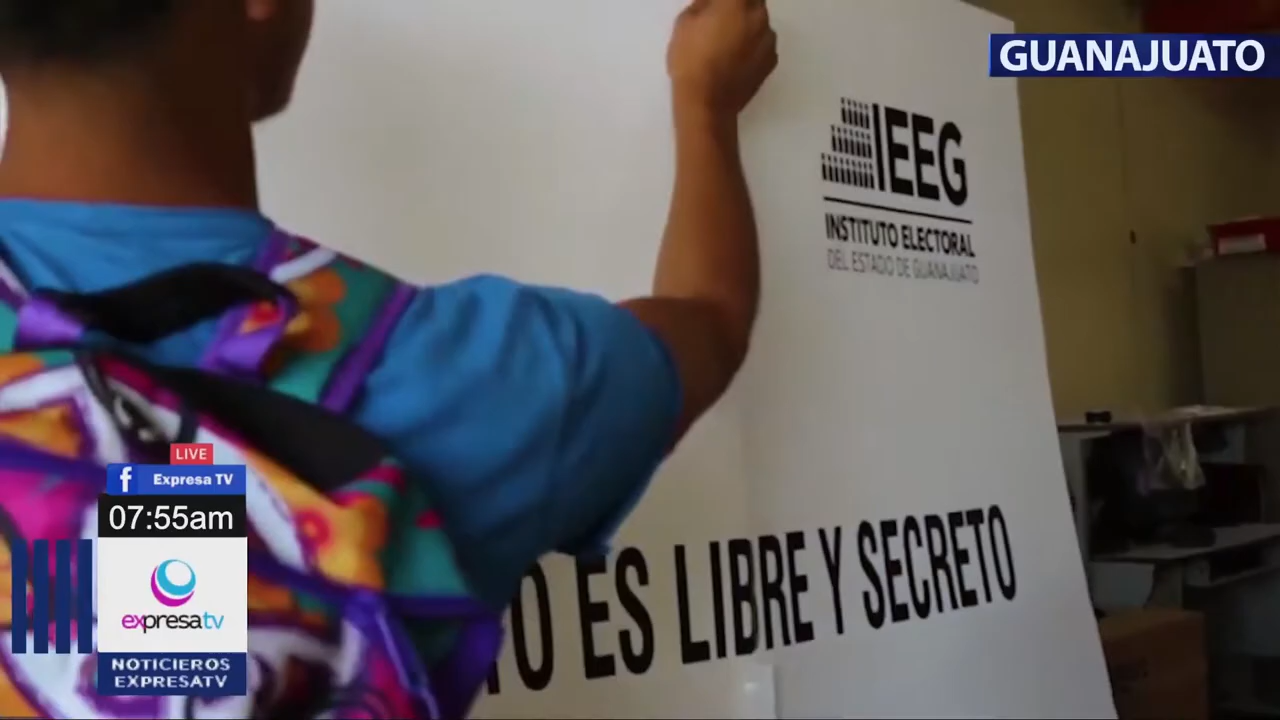 GUANAJUATO
IEEG
INSTITUTO ELECTORAL
DEL ESTADO DE GUANAJUATO
ES LIBRE Y SECRETO
LIVE
f Expresa TV
07:55am
expresatv
NOTICIEROS
EXPRESATV